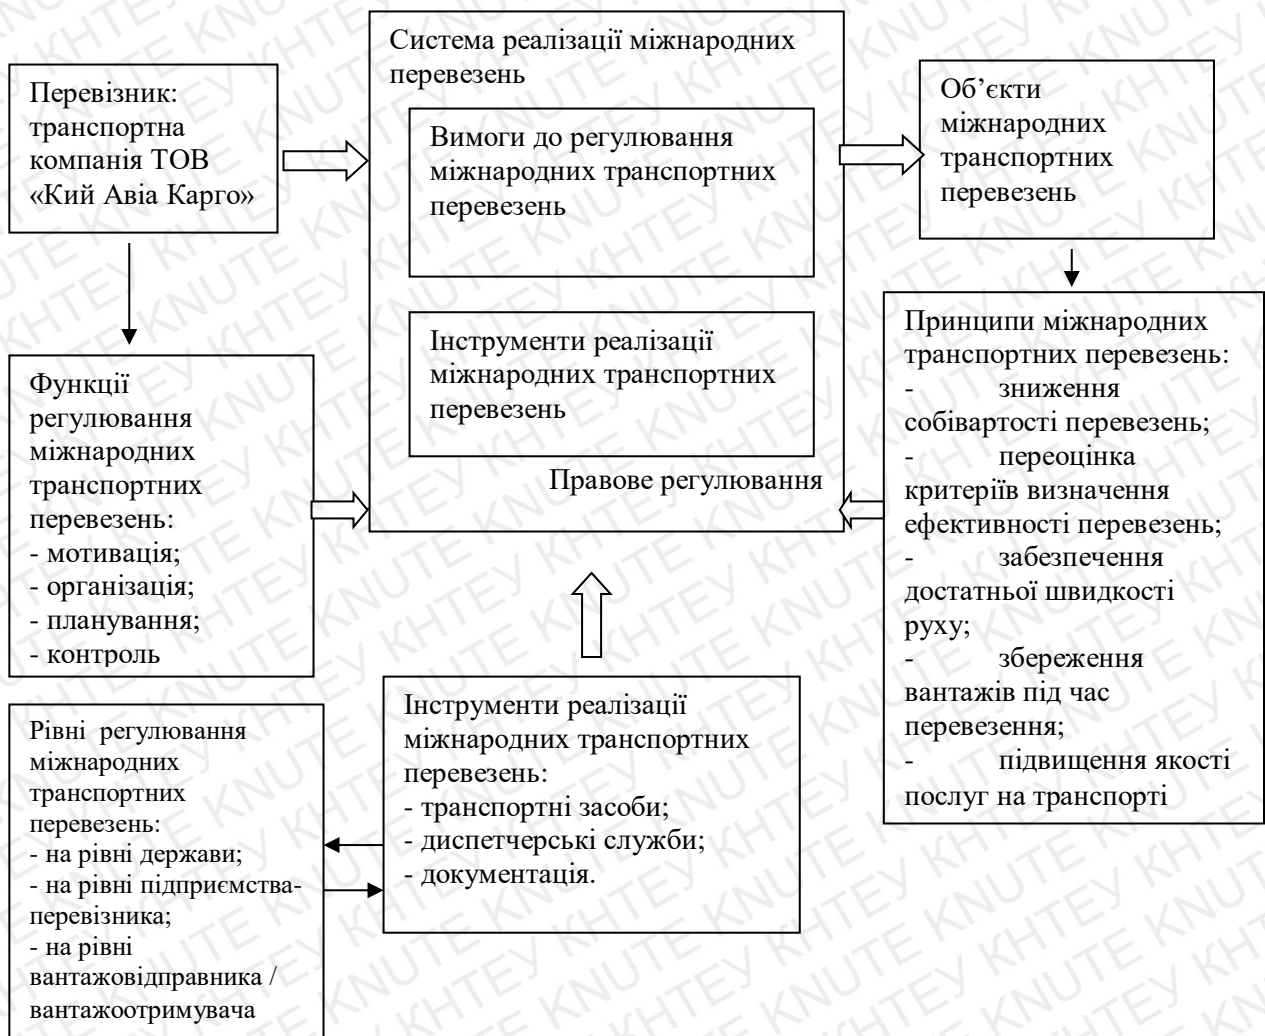 Перевізник:
транспортна
компанія ТОВ
«Кий Авіа Карго»
Система реалізації міжнародних
перевезень
Вимоги до регулювання
міжнародних транспортних
перевезень
Інструменти реалізації
міжнародних транспортних
перевезень
Правове регулювання
Об’єкти
міжнародних
транспортних
перевезень
Функції
регулювання
міжнародних
транспортних
перевезень:
- мотивація;
- організація;
- планування;
- контроль
Принципи міжнародних
транспортних перевезень:
- зниження
собівартості перевезень;
- переоцінка
критеріїв визначення
ефективності перевезень;
- забезпечення
достатньої швидкості
руху;
- збереження
вантажів під час
перевезення;
- підвищення якості
послуг на транспорті
Рівні регулювання
міжнародних
транспортних
перевезень:
- на рівні держави;
- на рівні підприємства-
перевізника;
- на рівні
вантажовідправника /
вантажоотримувача
Інструменти реалізації
міжнародних транспортних
перевезень:
- транспортні засоби;
- диспетчерські служби;
- документація.